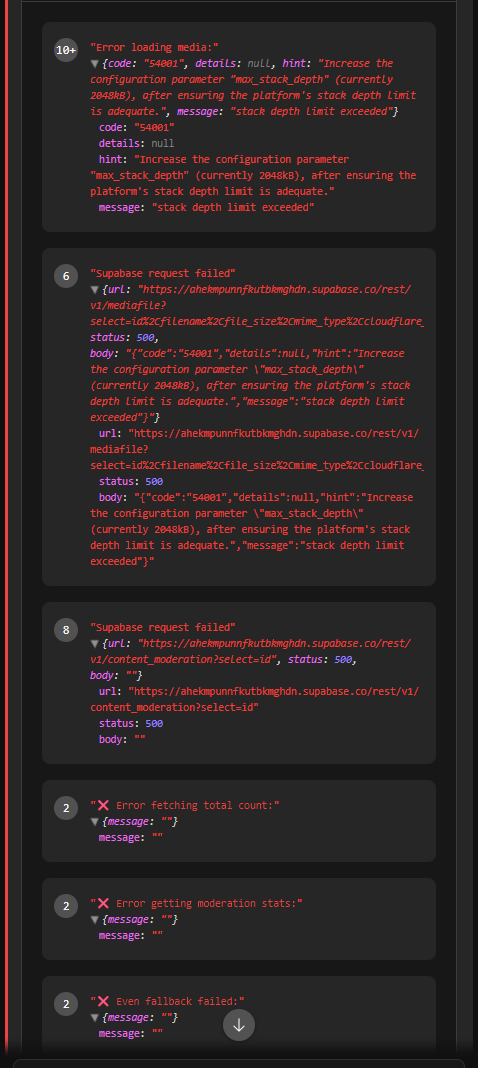 10+
"Error loading media:"
▼{code: "54001", details: null, hint: "Increase the
configuration parameter "max_stack_depth" (currently
2048kB), after ensuring the platform's stack depth limit
is adequate.", message: "stack depth limit exceeded"}
code: "54001"
details: null
hint: "Increase the configuration parameter
"max_stack_depth" (currently 2048kB), after ensuring the
platform's stack depth limit is adequate."
message: "stack depth limit exceeded"
6
"Supabase request failed"
▼{url: "https://ahekmpunnfkutbkmghdn.supabase.co/rest/
v1/mediafile?
select=id%2Cfilename%2Cfile_size%2Cmime_type%2Ccloudflare_
status: 500,
body: "{"code":"54001","details":null,"hint":"Increase
the configuration parameter \"max_stack_depth\"
(currently 2048kB), after ensuring the platform's stack
depth limit is adequate.","message":"stack depth limit
exceeded"}"}
url: "https://ahekmpunnfkutbkmghdn.supabase.co/rest/v1/
mediafile?
select=id%2Cfilename%2Cfile_size%2Cmime_type%2Ccloudflare_
status: 500
body: "{"code":"54001","details":null,"hint":"Increase
the configuration parameter \"max_stack_depth\"
(currently 2048kB), after ensuring the platform's stack
depth limit is adequate.","message":"stack depth limit
exceeded"}"
8
"Supabase request failed"
▼{url: "https://ahekmpunnfkutbkmghdn.supabase.co/rest/
v1/content_moderation?select=id", status: 500,
body: ""}
url: "https://ahekmpunnfkutbkmghdn.supabase.co/rest/v1/
content_moderation?select=id"
status: 500
body: ""
2
"❌ Error fetching total count:"
▼{message: ""}
message: ""
2
"❌ Error getting moderation stats:"
▼{message: ""}
message: ""
2
"❌ Even fallback failed:"
▼{message: ""}
message: ""